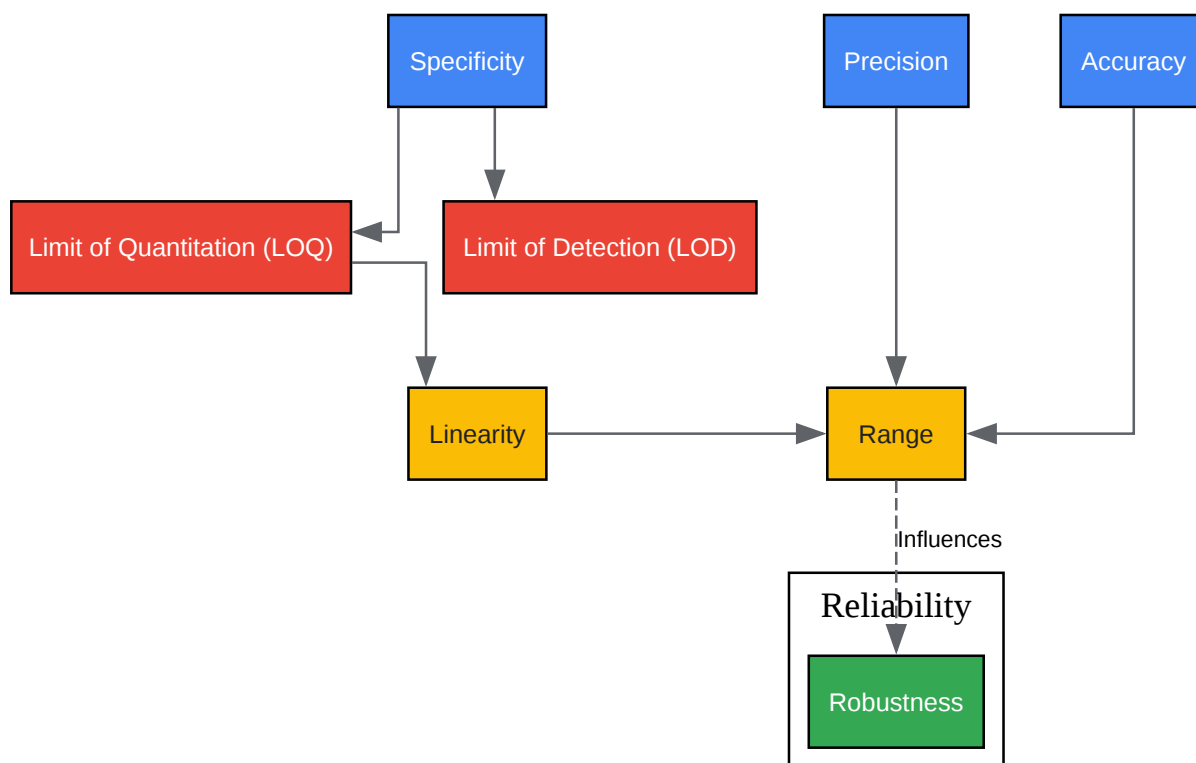 Specificity
Precision
Accuracy
Limit of Quantitation (LOQ)
Limit of Detection (LOD)
Linearity
Range
Influences
Reliability
Robustness